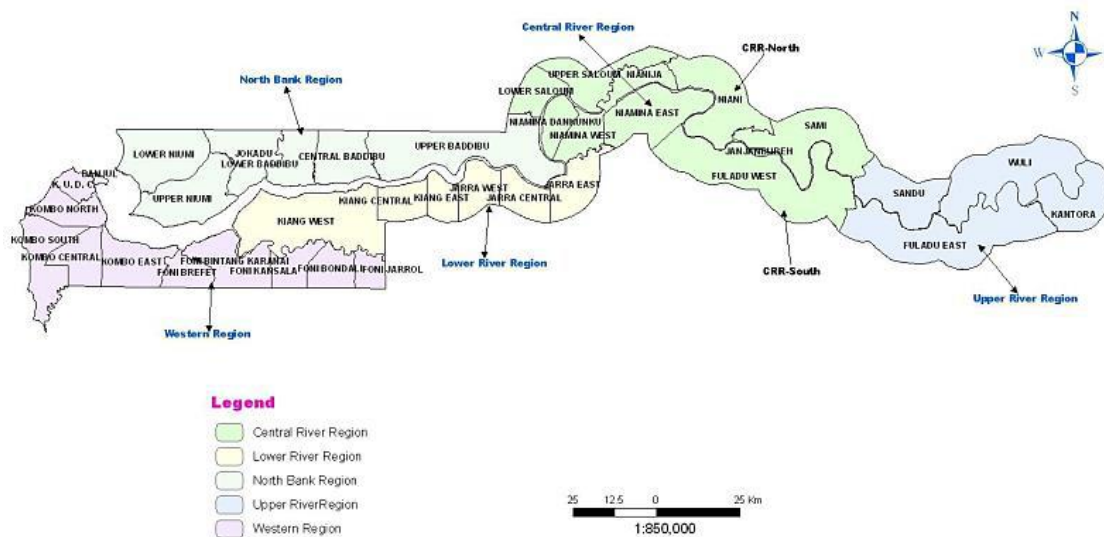 Central River Region
N
CRR-North
W E
S
UPPER SALOUM
NIANIJA
North Bank Region
LOWER SALOUM
NIANI
NIAMINA EAST
NIAMINA DANKUNKU
SAMI
NIAMINA WEST
LOWER NIUMI
JOKADU
LOWER BADDIBU
CENTRAL BADDIBU
UPPER BADDIBU
JANJANBUREH
WULI
BANJUL
K. U. D. C
FULADU WEST
JARRA WEST
JARRA EAST
SANDU
UPPER NIUMI
KIANG CENTRAL
KIANG EAST
JARRA CENTRAL
KOMBO NORTH
KANTORA
KIANG WEST
KOMBO SOUTH
FULADU EAST
KOMBO CENTRAL
KOMBO EAST
FONI BINTANG KARANAI
Lower River Region
CRR-South
FONI BREFET
FONI KANSALA
FONI BONDALI
FONI JARROL
Upper River Region
Western Region
Legend
Central River Region
Lower River Region
North Bank Region
Upper RiverRegion
Western Region
25 12.5 0 25 Km
1:850,000